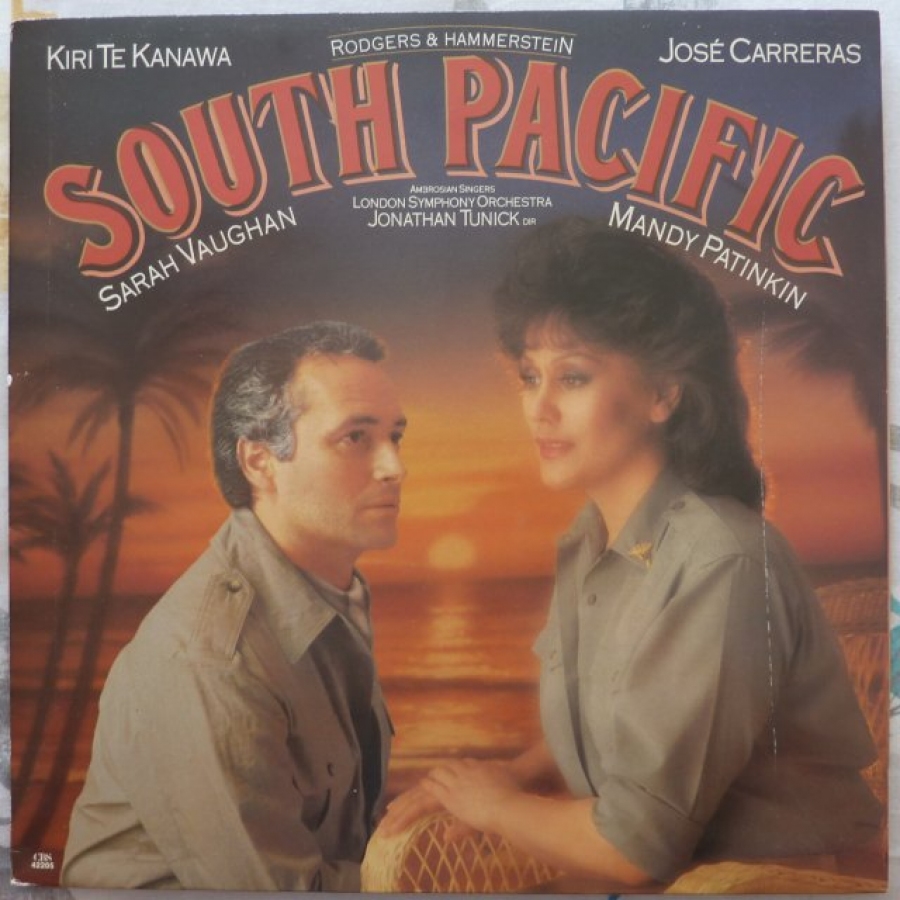 KIRI TE KANAWA
RODGERS & HAMMERSTEIN
JOSÉ CARRERAS
SOUTH PACIFIC
AMBROSIAN SINGERS
LONDON SYMPHONY ORCHESTRA
JONATHAN TUNICK DIR
SARAH VAUGHAN
MANDY PATINKIN
CBS
42205